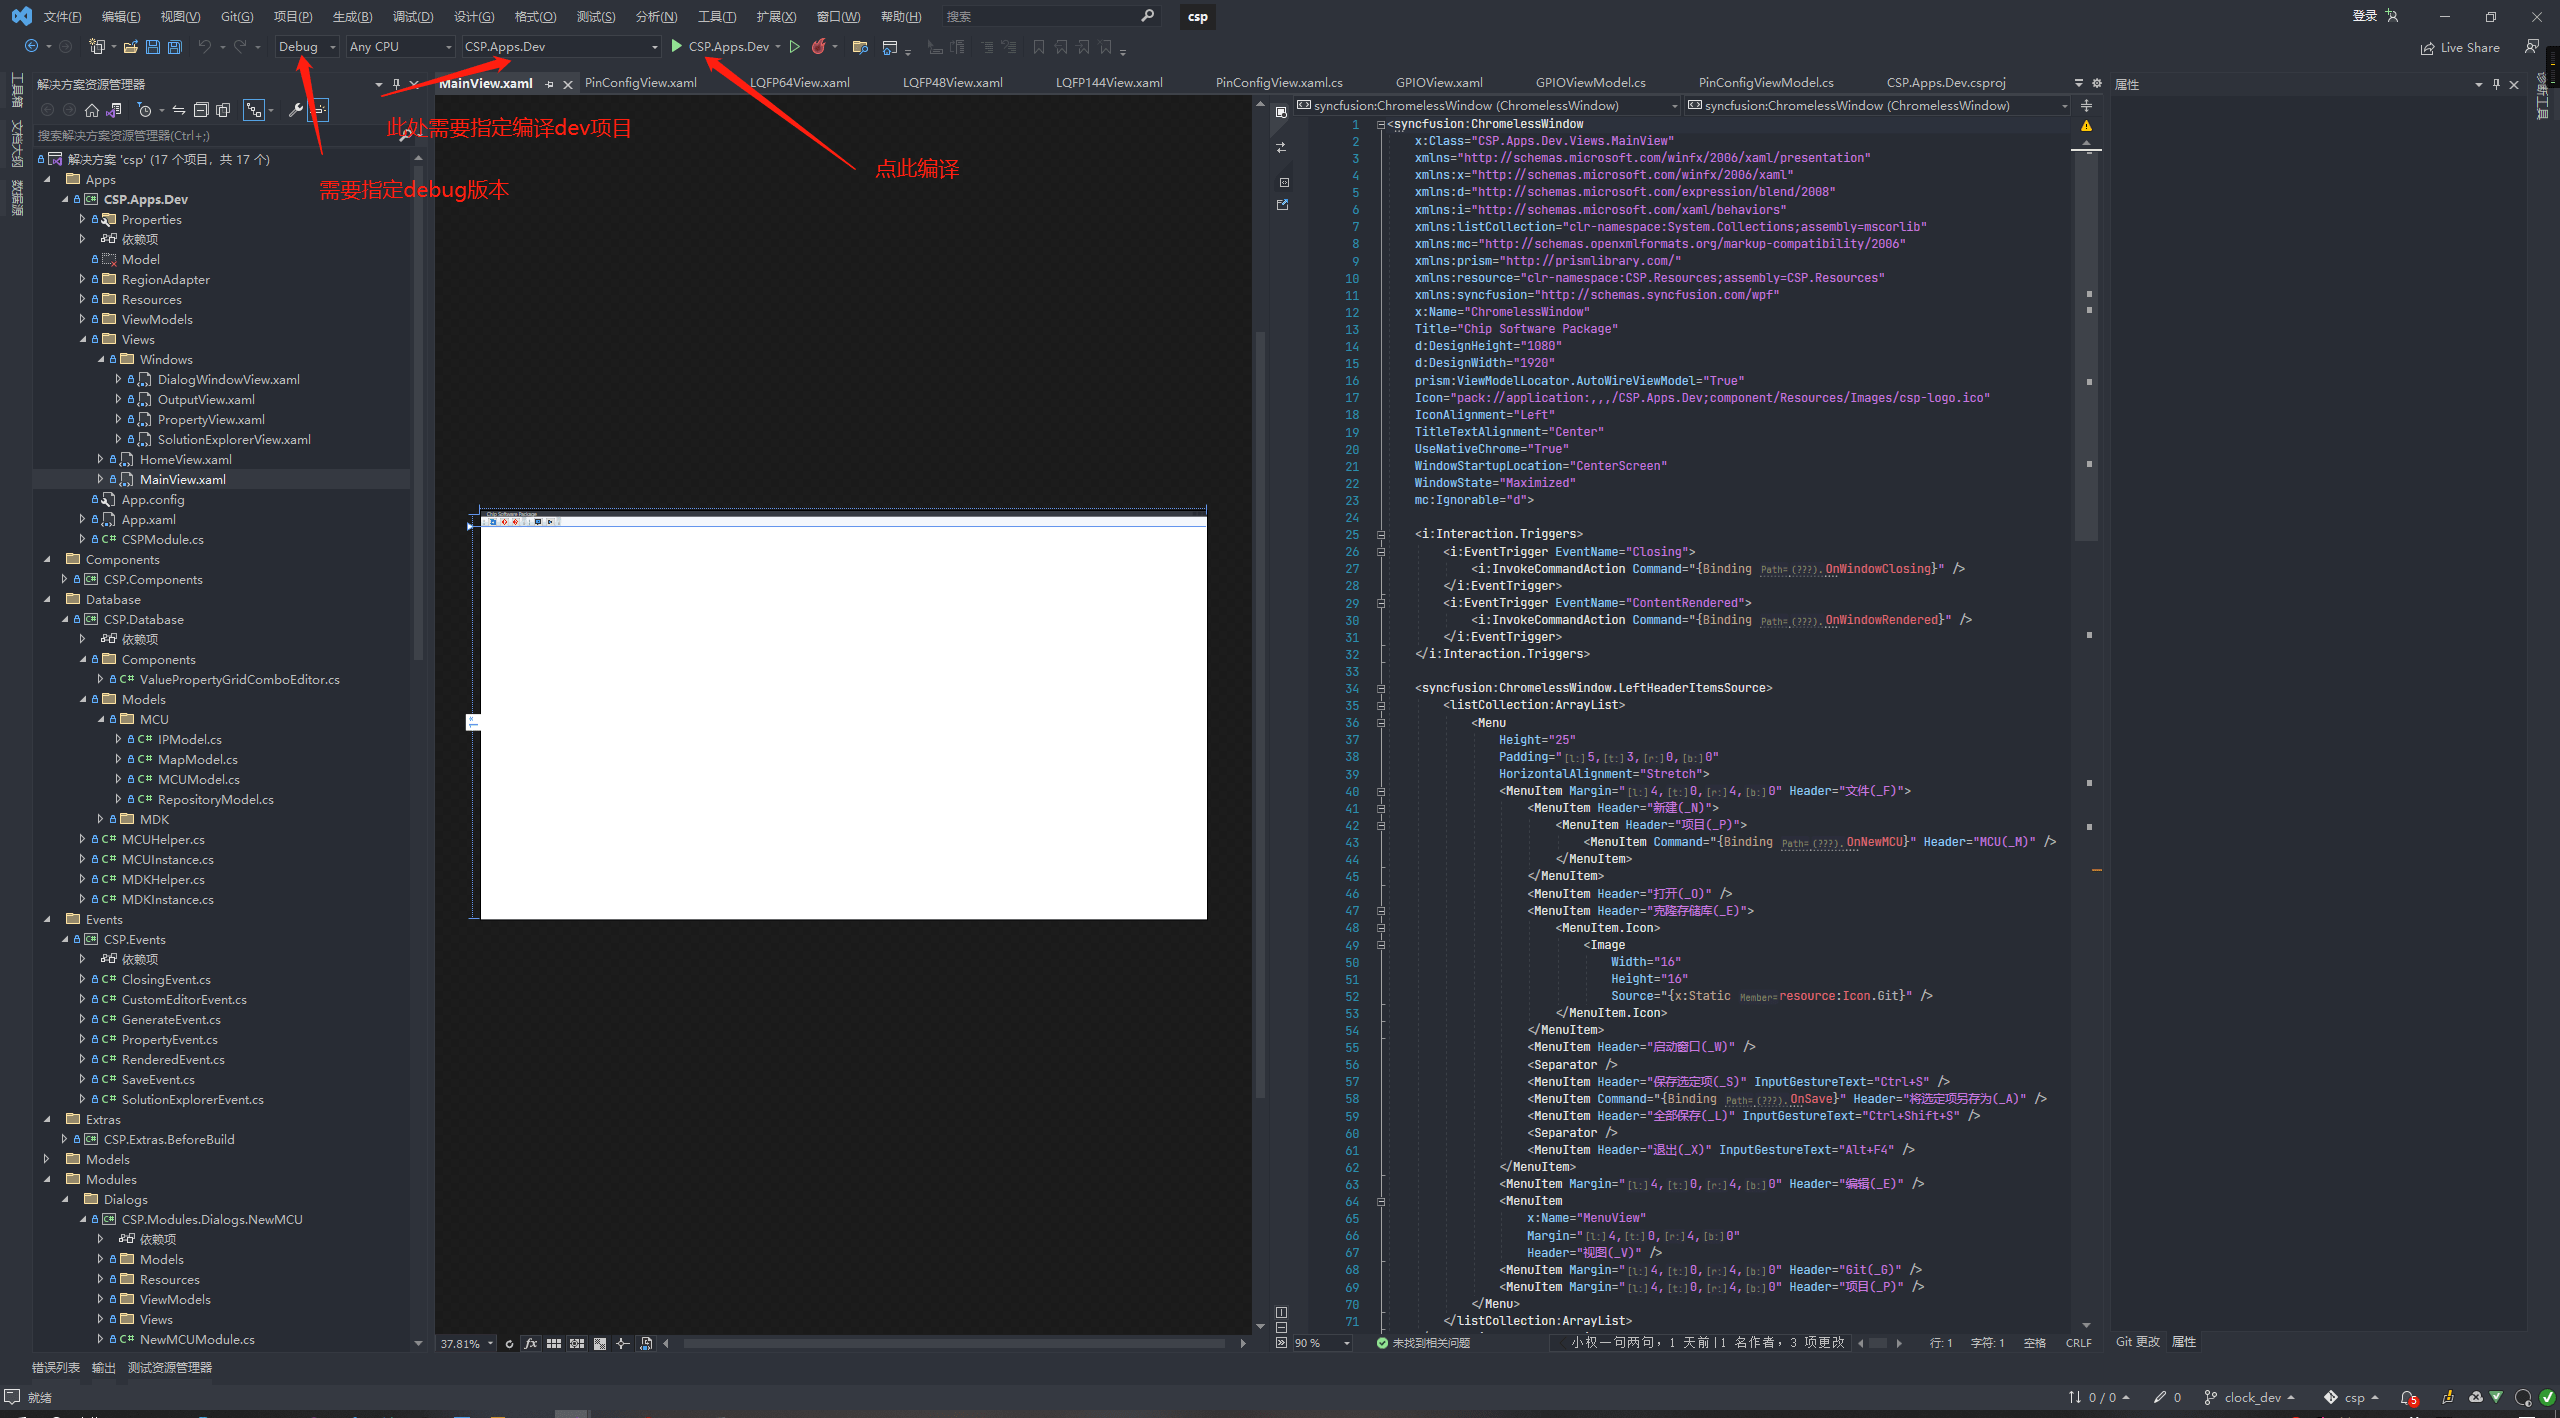 文件(F) 编辑(E) 视图(V) Git(G) 项目(P) 生成(B) 调试(D) 设计(G) 格式(O) 测试(S) 分析(N) 工具(T) 扩展(X) 窗口(W) 帮助(H) 搜索 csp 登录
Debug Any CPU CSP.Apps.Dev CSP.Apps.Dev Live Share
工具箱
文档大纲
数据源
解决方案资源管理器
搜索解决方案资源管理器(Ctrl+;)
解决方案 'csp' (17 个项目, 共 17 个)
Apps
CSP.Apps.Dev
Properties
依赖项
Model
RegionAdapter
Resources
ViewModels
Views
Windows
DialogWindowView.xaml
OutputView.xaml
PropertyView.xaml
SolutionExplorerView.xaml
HomeView.xaml
MainView.xaml
App.config
App.xaml
CSPModule.cs
Components
CSP.Components
Database
CSP.Database
依赖项
Components
ValuePropertyGridComboEditor.cs
Models
MCU
IPModel.cs
MapModel.cs
MCUModel.cs
RepositoryModel.cs
MDK
MCUHelper.cs
MCUInstance.cs
MDKHelper.cs
MDKInstance.cs
Events
CSP.Events
依赖项
ClosingEvent.cs
CustomEditorEvent.cs
GenerateEvent.cs
PropertyEvent.cs
RenderedEvent.cs
SaveEvent.cs
SolutionExplorerEvent.cs
Extras
CSP.Extras.BeforeBuild
Models
Modules
Dialogs
CSP.Modules.Dialogs.NewMCU
依赖项
Models
Resources
ViewModels
Views
NewMCUModule.cs
此处需要指定编译dev项目
点此编译
需要指定debug版本
MainView.xaml PinConfigView.xaml LQFP64View.xaml LQFP48View.xaml LQFP144View.xaml PinConfigView.xaml.cs GPIOView.xaml GPIOViewModel.cs PinConfigViewModel.cs CSP.Apps.Dev.csproj
Chip Software Package
37.81% fx
syncfusion:ChromelessWindow (ChromelessWindow) syncfusion:ChromelessWindow (ChromelessWindow)
1 <syncfusion:ChromelessWindow
2 x:Class="CSP.Apps.Dev.Views.MainView"
3 xmlns="http://schemas.microsoft.com/winfx/2006/xaml/presentation"
4 xmlns:x="http://schemas.microsoft.com/winfx/2006/xaml"
5 xmlns:d="http://schemas.microsoft.com/expression/blend/2008"
6 xmlns:i="http://schemas.microsoft.com/xaml/behaviors"
7 xmlns:listCollection="clr-namespace:System.Collections;assembly=mscorlib"
8 xmlns:mc="http://schemas.openxmlformats.org/markup-compatibility/2006"
9 xmlns:prism="http://prismlibrary.com/"
10 xmlns:resource="clr-namespace:CSP.Resources;assembly=CSP.Resources"
11 xmlns:syncfusion="http://schemas.syncfusion.com/wpf"
12 x:Name="ChromelessWindow"
13 Title="Chip Software Package"
14 d:DesignHeight="1080"
15 d:DesignWidth="1920"
16 prism:ViewModelLocator.AutoWireViewModel="True"
17 Icon="pack://application:,,,/CSP.Apps.Dev;component/Resources/Images/csp-logo.ico"
18 IconAlignment="Left"
19 TitleTextAlignment="Center"
20 UseNativeChrome="True"
21 WindowStartupLocation="CenterScreen"
22 WindowState="Maximized"
23 mc:Ignorable="d">
24
25 <i:Interaction.Triggers>
26 <i:EventTrigger EventName="Closing">
27 <i:InvokeCommandAction Command="{Binding Path=(???).OnWindowClosing}" />
28 </i:EventTrigger>
29 <i:EventTrigger EventName="ContentRendered">
30 <i:InvokeCommandAction Command="{Binding Path=(???).OnWindowRendered}" />
31 </i:EventTrigger>
32 </i:Interaction.Triggers>
33
34 <syncfusion:ChromelessWindow.LeftHeaderItemsSource>
35 <listCollection:ArrayList>
36 <Menu
37 Height="25"
38 Padding="[l:]5,[t:]3,[r:]0,[b:]0"
39 HorizontalAlignment="Stretch">
40 <MenuItem Margin="[l:]4,[t:]0,[r:]4,[b:]0" Header="文件(_F)">
41 <MenuItem Header="新建(_N)">
42 <MenuItem Header="项目(_P)">
43 <MenuItem Command="{Binding Path=(???).OnNewMCU}" Header="MCU(_M)" />
44 </MenuItem>
45 </MenuItem>
46 <MenuItem Header="打开(_O)" />
47 <MenuItem Header="克隆存储库(_E)">
48 <MenuItem.Icon>
49 <Image
50 Width="16"
51 Height="16"
52 Source="{x:Static Member=resource:Icon.Git}" />
53 </MenuItem.Icon>
54 </MenuItem>
55 <MenuItem Header="启动窗口(_W)" />
56 <Separator />
57 <MenuItem Header="保存选定项(_S)" InputGestureText="Ctrl+S" />
58 <MenuItem Command="{Binding Path=(???).OnSave}" Header="将选定项另存为(_A)" />
59 <MenuItem Header="全部保存(_L)" InputGestureText="Ctrl+Shift+S" />
60 <Separator />
61 <MenuItem Header="退出(_X)" InputGestureText="Alt+F4" />
62 </MenuItem>
63 <MenuItem Margin="[l:]4,[t:]0,[r:]4,[b:]0" Header="编辑(_E)" />
64 <MenuItem
65 x:Name="MenuView"
66 Margin="[l:]4,[t:]0,[r:]4,[b:]0"
67 Header="视图(_V)" />
68 <MenuItem Margin="[l:]4,[t:]0,[r:]4,[b:]0" Header="Git(_G)" />
69 <MenuItem Margin="[l:]4,[t:]0,[r:]4,[b:]0" Header="项目(_P)" />
70 </Menu>
71 </listCollection:ArrayList>
90 % 未找到相关问题 小权一句两句, 1 天前|1 名作者, 3 项更改 行: 1 字符: 1 空格 CRLF
属性
诊断工具
Git 更改 属性
错误列表 输出 测试资源管理器
就绪 0 / 0 0 clock_dev csp 5